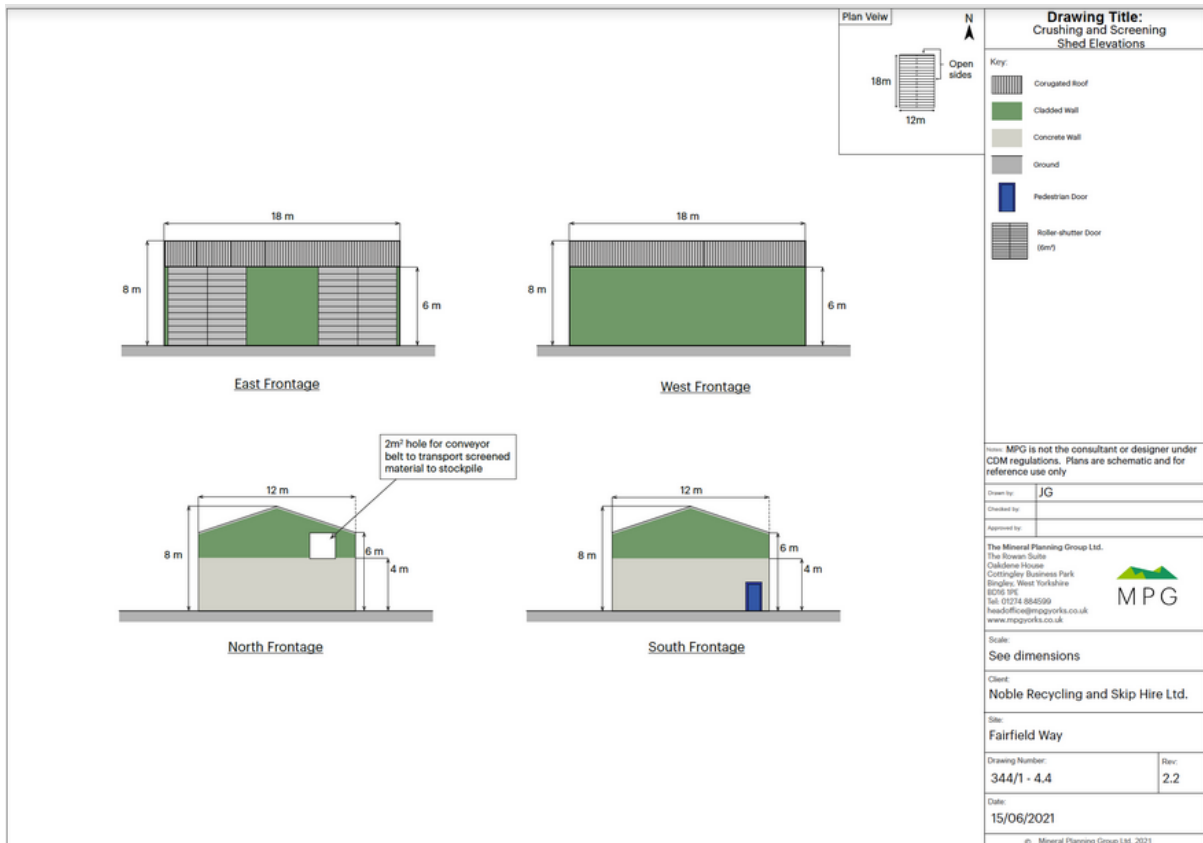 Plan Veiw
N
Open
sides
18m
12m
18 m
8 m
6 m
East Frontage
18 m
8 m
6 m
West Frontage
2m² hole for conveyor
belt to transport screened
material to stockpile
12 m
8 m
6 m
4 m
North Frontage
12 m
8 m
6 m
4 m
South Frontage
Drawing Title:
Crushing and Screening
Shed Elevations
Key:
Corugated Roof
Cladded Wall
Concrete Wall
Ground
Pedestrian Door
Roller-shutter Door
(6m²)
Notes: MPG is not the consultant or designer under
CDM regulations. Plans are schematic and for
reference use only
Drawn by: JG
Checked by:
Approved by:
The Mineral Planning Group Ltd.
The Rowan Suite
Oakdene House
Cottingley Business Park
Bingley, West Yorkshire
BD16 1PE
Tel: 01274 884599
headoffice@mpgyorks.co.uk
www.mpgyorks.co.uk
MPG
Scale:
See dimensions
Client:
Noble Recycling and Skip Hire Ltd.
Site:
Fairfield Way
Drawing Number:
344/1 - 4.4
Rev:
2.2
Date:
15/06/2021
© Mineral Planning Group Ltd. 2021